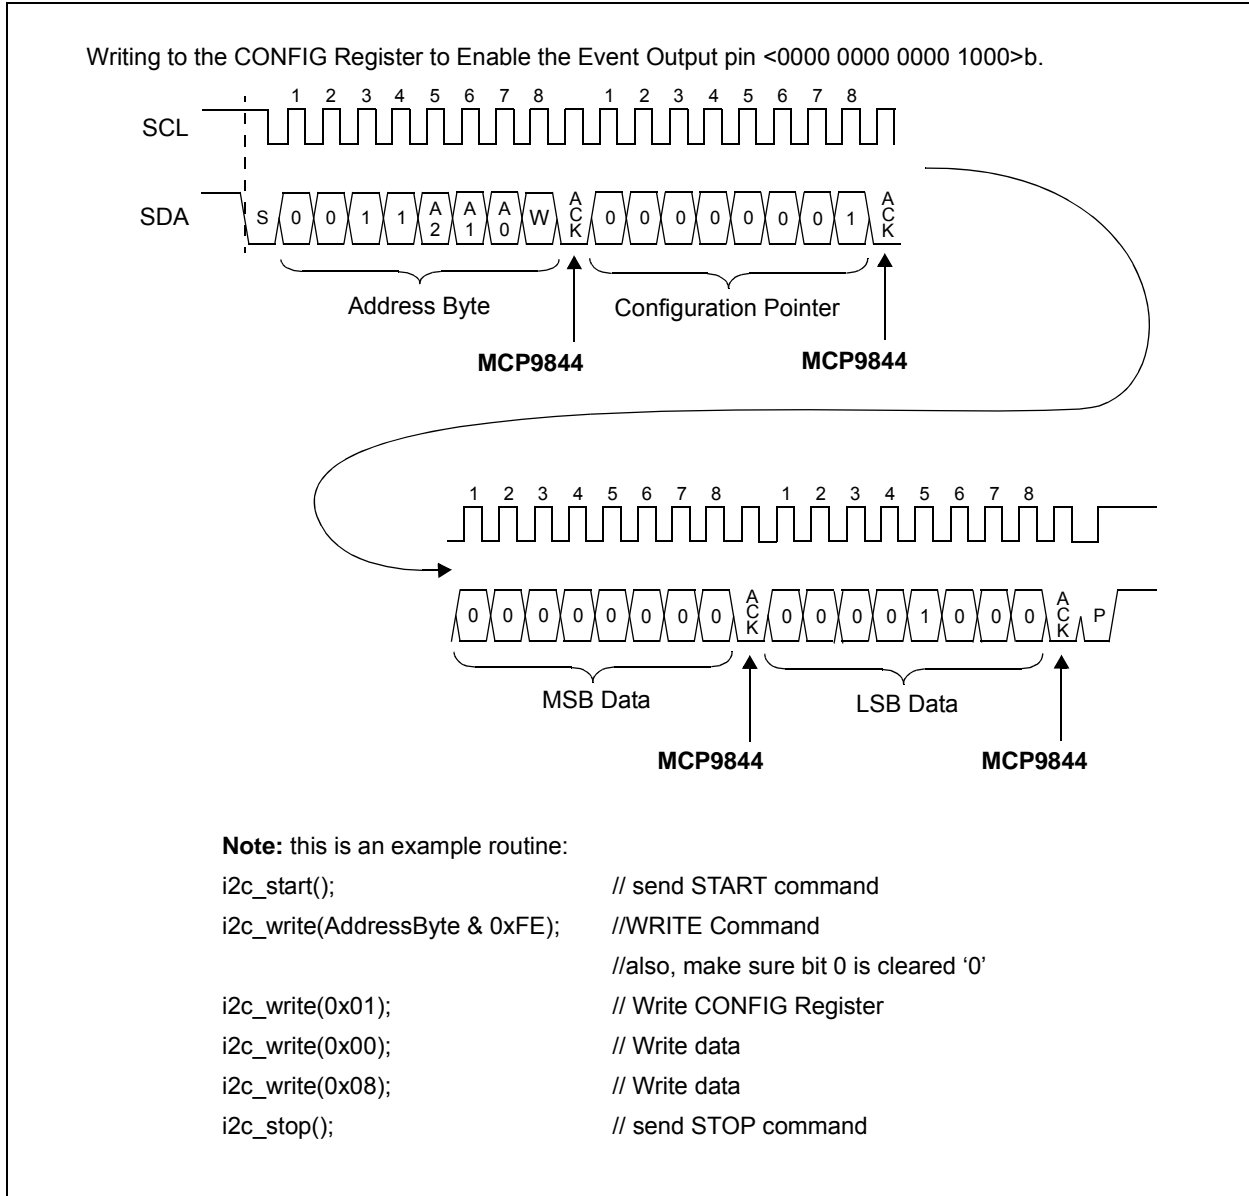 Writing to the CONFIG Register to Enable the Event Output pin <0000 0000 0000 1000>b.
1 2 3 4 5 6 7 8 1 2 3 4 5 6 7 8
SCL
SDA
S 0 0 1 1 A2 A1 A0 W ACK 0 0 0 0 0 0 0 1 ACK
Address Byte Configuration Pointer
MCP9844 MCP9844
1 2 3 4 5 6 7 8 1 2 3 4 5 6 7 8
0 0 0 0 0 0 0 0 ACK 0 0 0 0 1 0 0 0 ACK P
MSB Data LSB Data
MCP9844 MCP9844
Note: this is an example routine:
i2c_start(); // send START command
i2c_write(AddressByte & 0xFE); //WRITE Command
//also, make sure bit 0 is cleared ‘0’
i2c_write(0x01); // Write CONFIG Register
i2c_write(0x00); // Write data
i2c_write(0x08); // Write data
i2c_stop(); // send STOP command